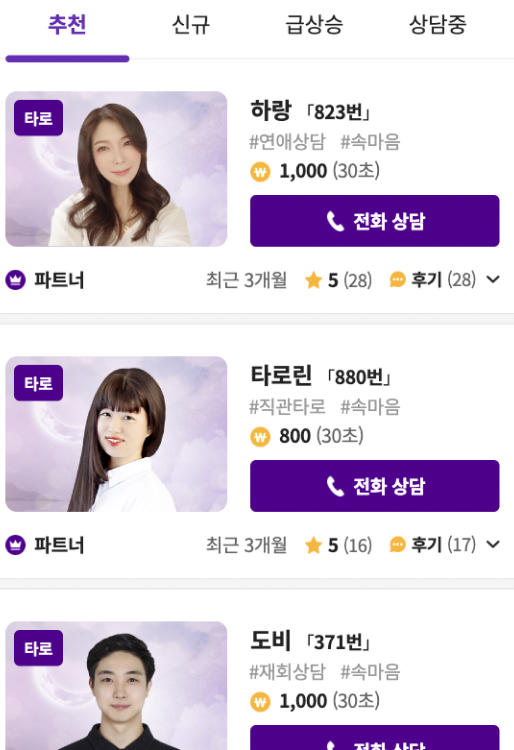 추천 신규 급상승 상담중
타로
하랑 「823번」
#연애상담 #속마음
₩ 1,000 (30초)
전화 상담
파트너 최근 3개월 ★ 5 (28) 후기 (28)
타로
타로린 「880번」
#직관타로 #속마음
₩ 800 (30초)
전화 상담
파트너 최근 3개월 ★ 5 (16) 후기 (17)
타로
도비 「371번」
#재회상담 #속마음
₩ 1,000 (30초)
전화 상담